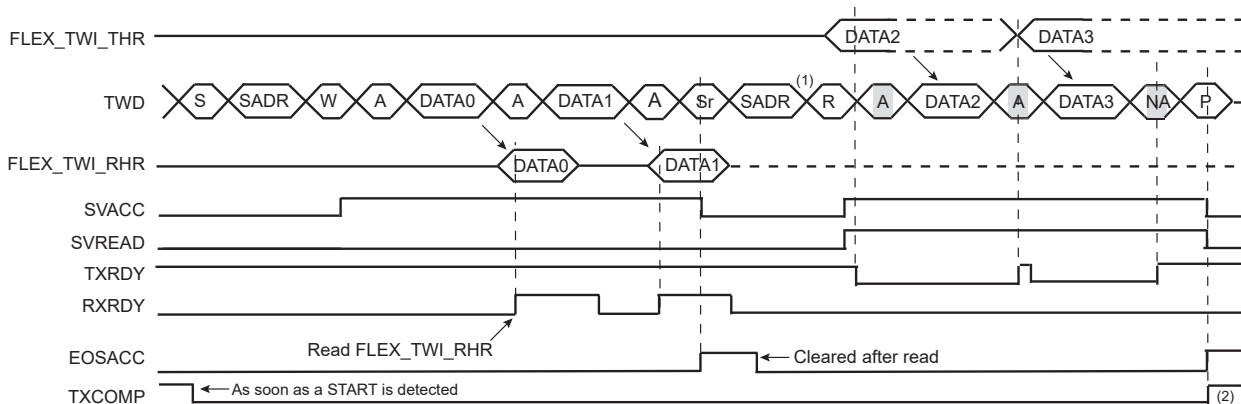 FLEX_TWI_THR DATA2 DATA3
(1)
TWD S SADR W A DATA0 A DATA1 A Sr SADR R A DATA2 A DATA3 NA P
FLEX_TWI_RHR DATA0 DATA1
SVACC
SVREAD
TXRDY
RXRDY
Read FLEX_TWI_RHR
EOSACC Cleared after read
As soon as a START is detected
TXCOMP (2)